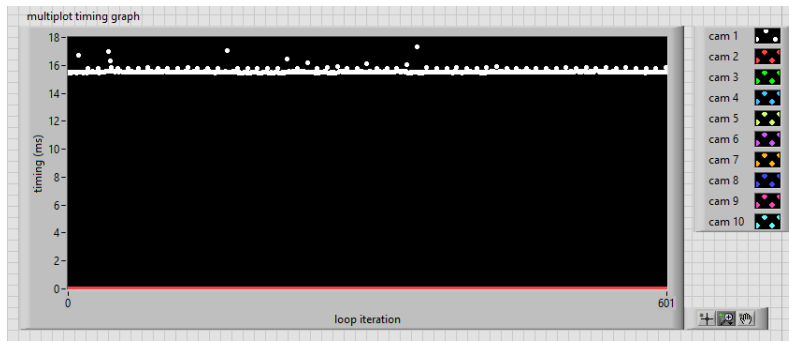 multiplot timing graph
18
16
14
12
10
8
6
4
2
0
timing (ms)
0
601
loop iteration
cam 1
cam 2
cam 3
cam 4
cam 5
cam 6
cam 7
cam 8
cam 9
cam 10